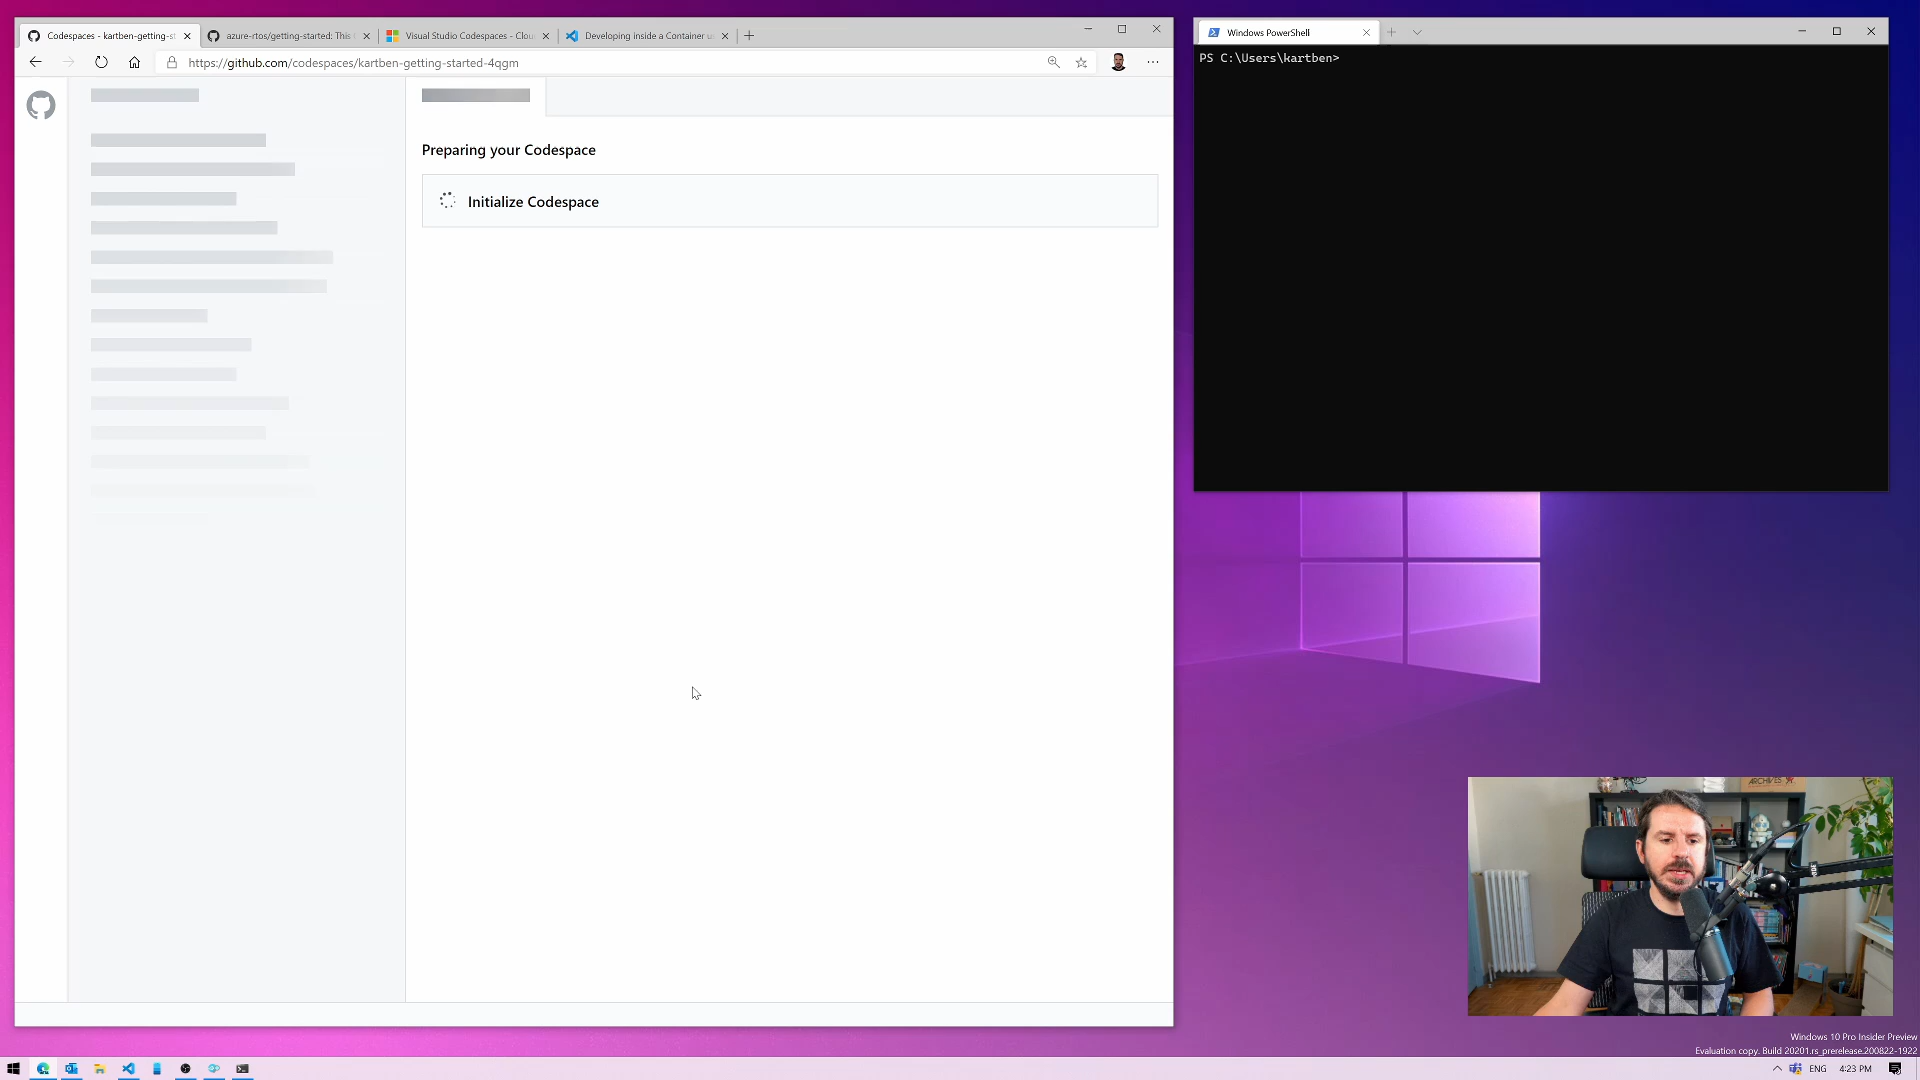 Codespaces - kartben-getting-st
azure-rtos/getting-started: This
Visual Studio Codespaces - Clou
Developing inside a Container u
https://github.com/codespaces/kartben-getting-started-4qgm
Preparing your Codespace
Initialize Codespace
Windows PowerShell
PS C:\Users\kartben>
ARCHIVES
Windows 10 Pro Insider Preview
Evaluation copy. Build 20201.rs_prerelease.200822-1922
ENG
4:23 PM